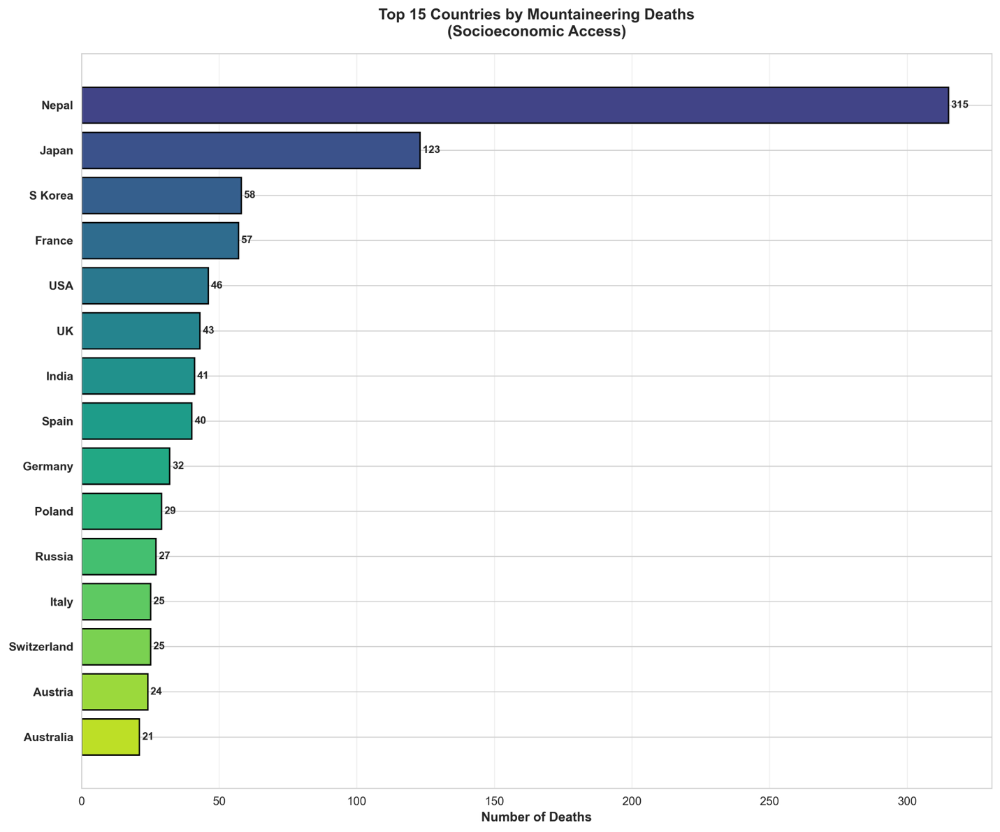 Top 15 Countries by Mountaineering Deaths
(Socioeconomic Access)
Nepal 315
Japan 123
S Korea 58
France 57
USA 46
UK 43
India 41
Spain 40
Germany 32
Poland 29
Russia 27
Italy 25
Switzerland 25
Austria 24
Australia 21
0 50 100 150 200 250 300
Number of Deaths